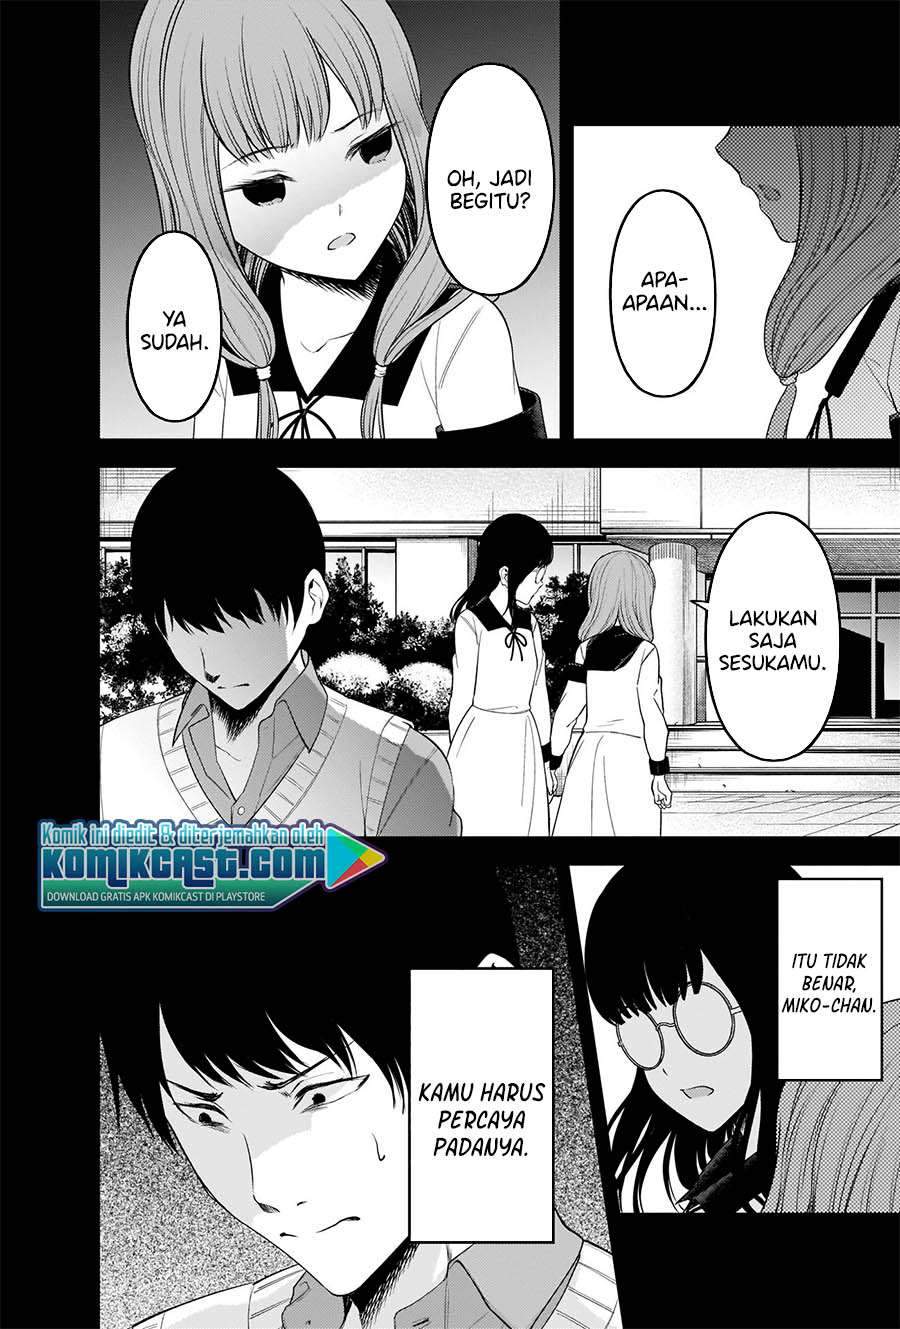 APA-
APAAN...
OH, JADI
BEGITU?
YA
SUDAH.
LAKUKAN
SAJA
SESUKAMU.
Komik ini diedit & diterjemahkan oleh
KOMIKCAST.COM
DOWNLOAD GRATIS APK KOMIKCAST DI PLAYSTORE
ITU TIDAK
BENAR,
MIKO-CHAN.
KAMU HARUS
PERCAYA
PADANYA.